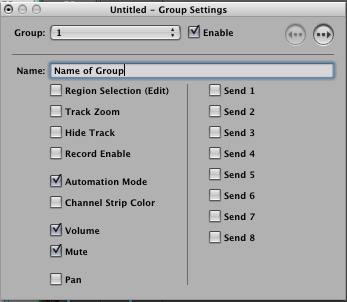 Untitled - Group Settings
Group: 1 Enable
Name: Name of Group
Region Selection (Edit)
Track Zoom
Hide Track
Record Enable
Automation Mode
Channel Strip Color
Volume
Mute
Pan
Send 1
Send 2
Send 3
Send 4
Send 5
Send 6
Send 7
Send 8